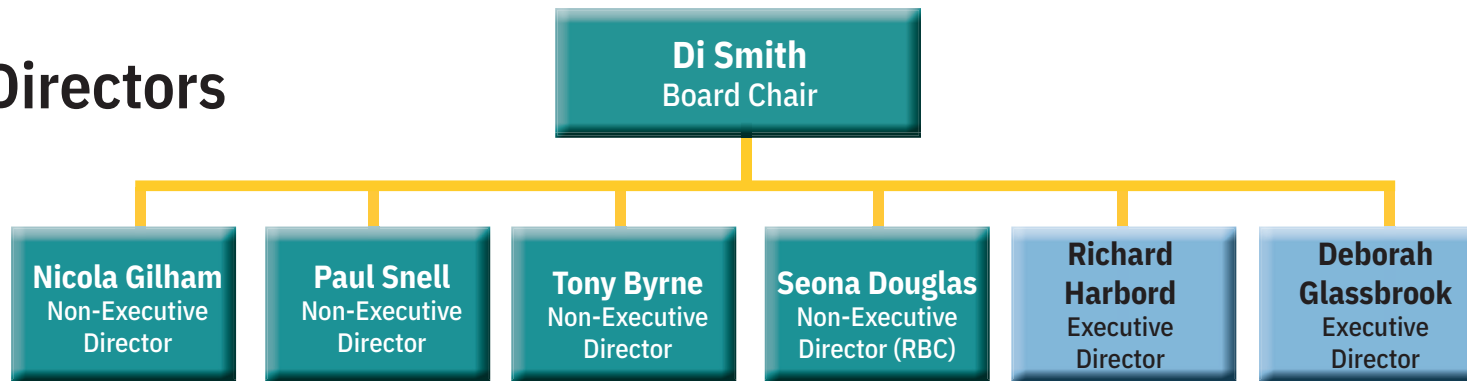 Directors
Di Smith
Board Chair
Nicola Gilham
Non-Executive
Director
Paul Snell
Non-Executive
Director
Tony Byrne
Non-Executive
Director
Seona Douglas
Non-Executive
Director (RBC)
Richard
Harbord
Executive
Director
Deborah
Glassbrook
Executive
Director